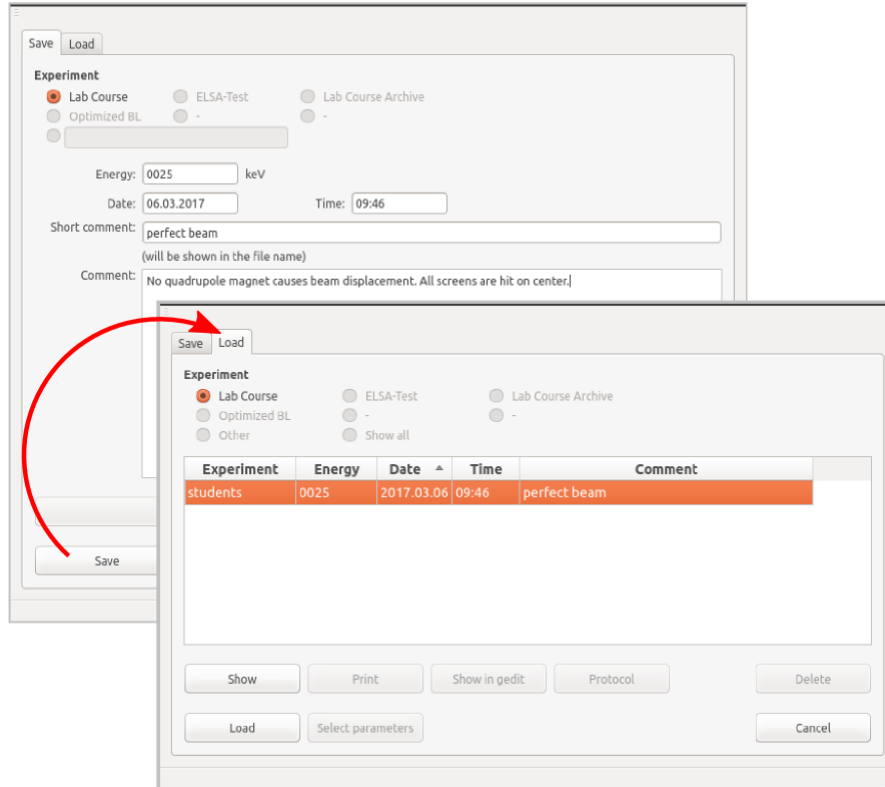 Save Load
Experiment
Lab Course ELSA-Test Lab Course Archive
Optimized BL - -
Energy: 0025 keV
Date: 06.03.2017 Time: 09:46
Short comment: perfect beam
(will be shown in the file name)
Comment: No quadrupole magnet causes beam displacement. All screens are hit on center.
Save
Save Load
Experiment
Lab Course ELSA-Test Lab Course Archive
Optimized BL - -
Other Show all
Experiment Energy Date Time Comment
students 0025 2017.03.06 09:46 perfect beam
Show Print Show in gedit Protocol Delete
Load Select parameters Cancel